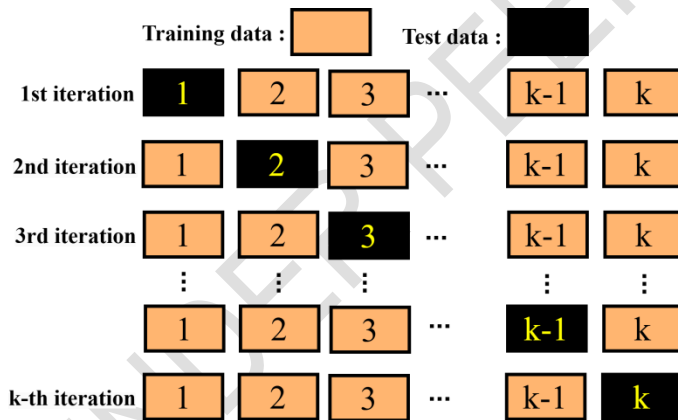 Training data : Test data :
1st iteration 1 2 3 ... k-1 k
2nd iteration 1 2 3 ... k-1 k
3rd iteration 1 2 3 ... k-1 k
⋮ ⋮ ⋮ ⋮ ⋮
1 2 3 ... k-1 k
k-th iteration 1 2 3 ... k-1 k